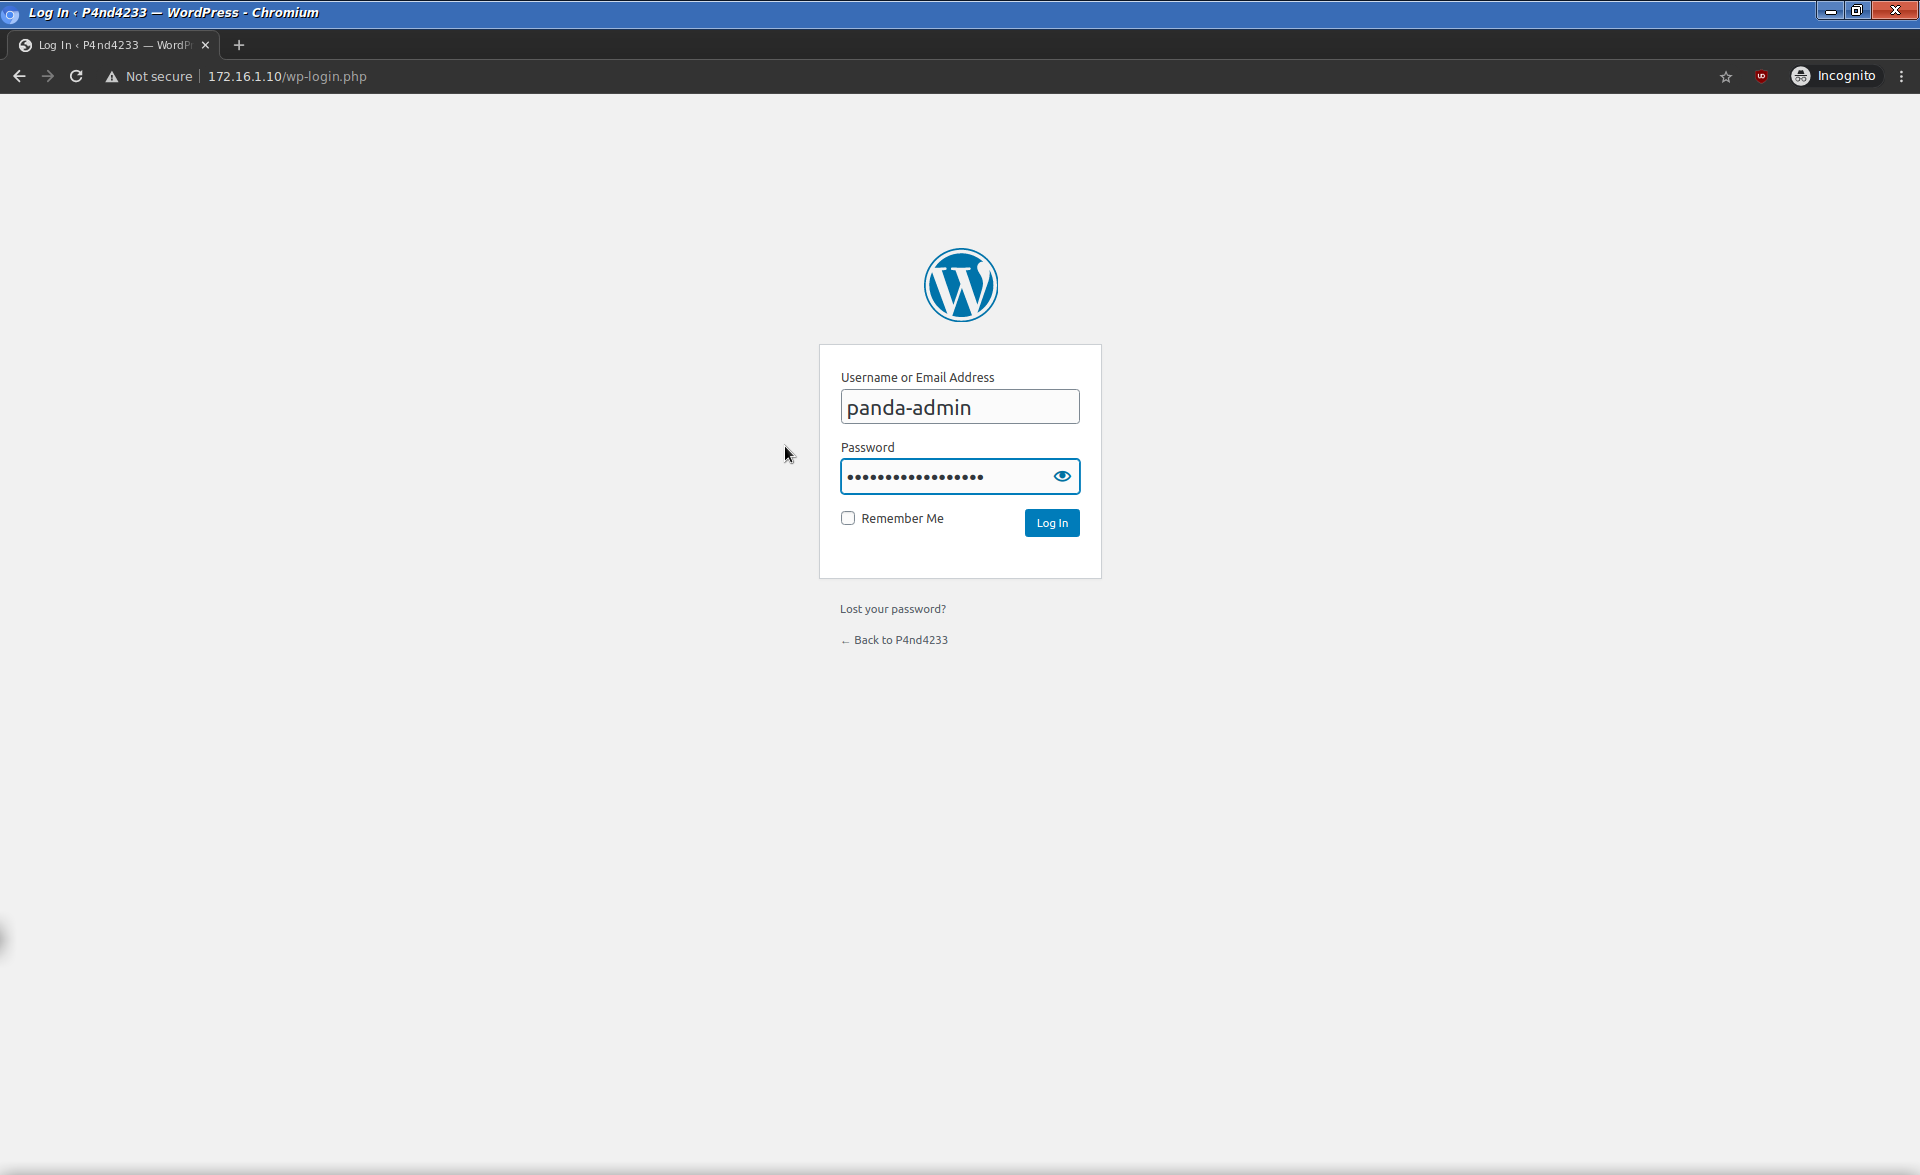 Log In ‹ P4nd4233 — WordPress - Chromium
Log In ‹ P4nd4233 — WordP
Not secure
172.16.1.10/wp-login.php
Incognito
Username or Email Address
panda-admin
Password
••••••••••••••••••
Remember Me
Log In
Lost your password?
← Back to P4nd4233